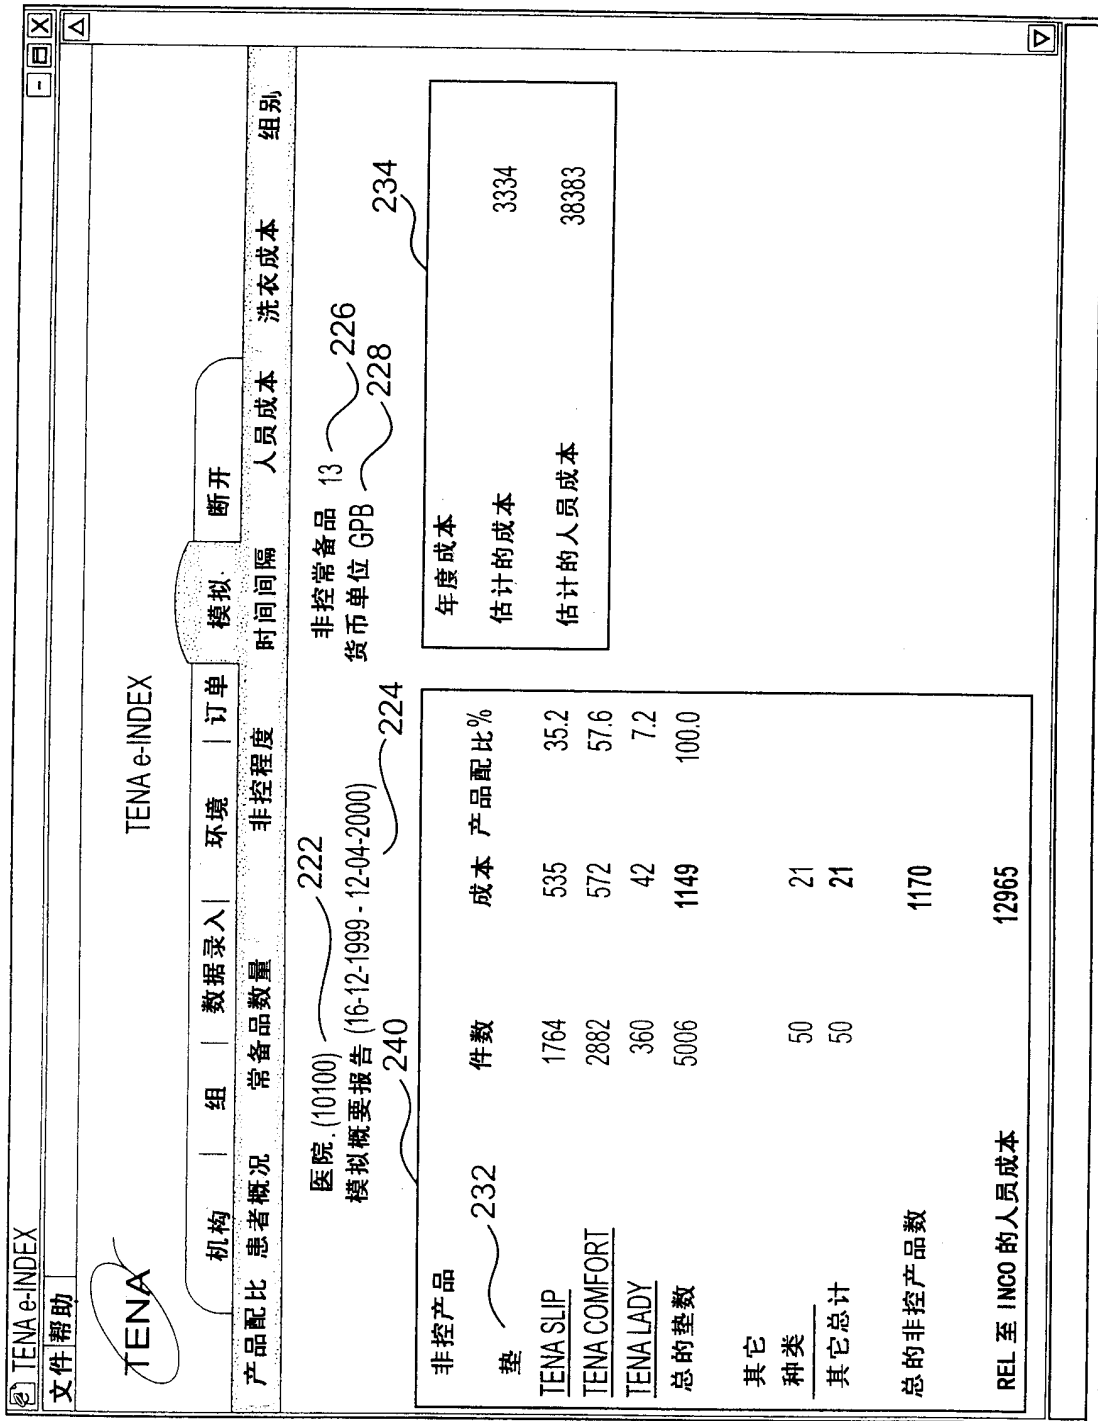 TENA e-INDEX
文件 帮助
TENA
TENA e-INDEX
机构 | 组 | 数据录入 | 环境 | 订单 模拟. 断开
产品配比 患者概况 常备品数量 非控程度 时间间隔 人员成本 洗衣成本 组别
医院. (10100) 222
模拟概要报告 (16-12-1999 - 12-04-2000) 224
非控常备品 13 226
货币单位 GPB 228
240
非控产品 件数 成本 产品配比%
垫 232
TENA SLIP 1764 535 35.2
TENA COMFORT 2882 572 57.6
TENA LADY 360 42 7.2
总的垫数 5006 1149 100.0
其它
种类 50 21
其它总计 50 21
总的非控产品数 1170
REL 至 INCO 的人员成本 12965
234
年度成本
估计的成本 3334
估计的人员成本 38383